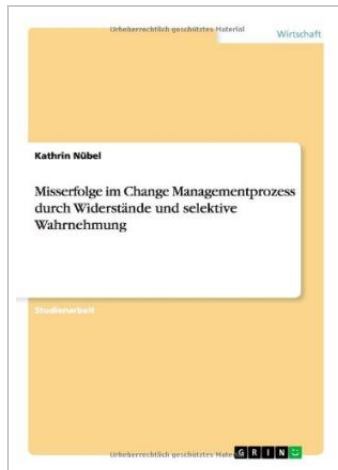 Urheberrechtlich geschütztes Material
Wirtschaft
Kathrin Nübel
Misserfolge im Change Managementprozess
durch Widerstände und selektive
Wahrnehmung
Studienarbeit
Urheberrechtlich geschütztes Mater
GRIN